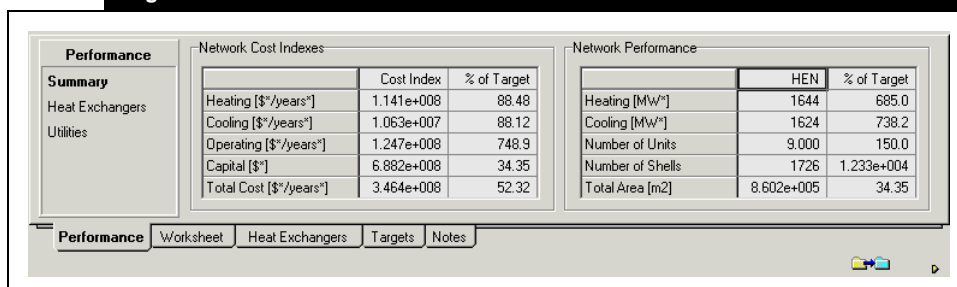 Performance
Summary
Heat Exchangers
Utilities
Network Cost Indexes
Cost Index % of Target
Heating [$*/years*] 1.141e+008 88.48
Cooling [$*/years*] 1.063e+007 88.12
Operating [$*/years*] 1.247e+008 748.9
Capital [$*] 6.882e+008 34.35
Total Cost [$*/years*] 3.464e+008 52.32
Network Performance
HEN % of Target
Heating [MW*] 1644 685.0
Cooling [MW*] 1624 738.2
Number of Units 9.000 150.0
Number of Shells 1726 1.233e+004
Total Area [m2] 8.602e+005 34.35
Performance Worksheet Heat Exchangers Targets Notes